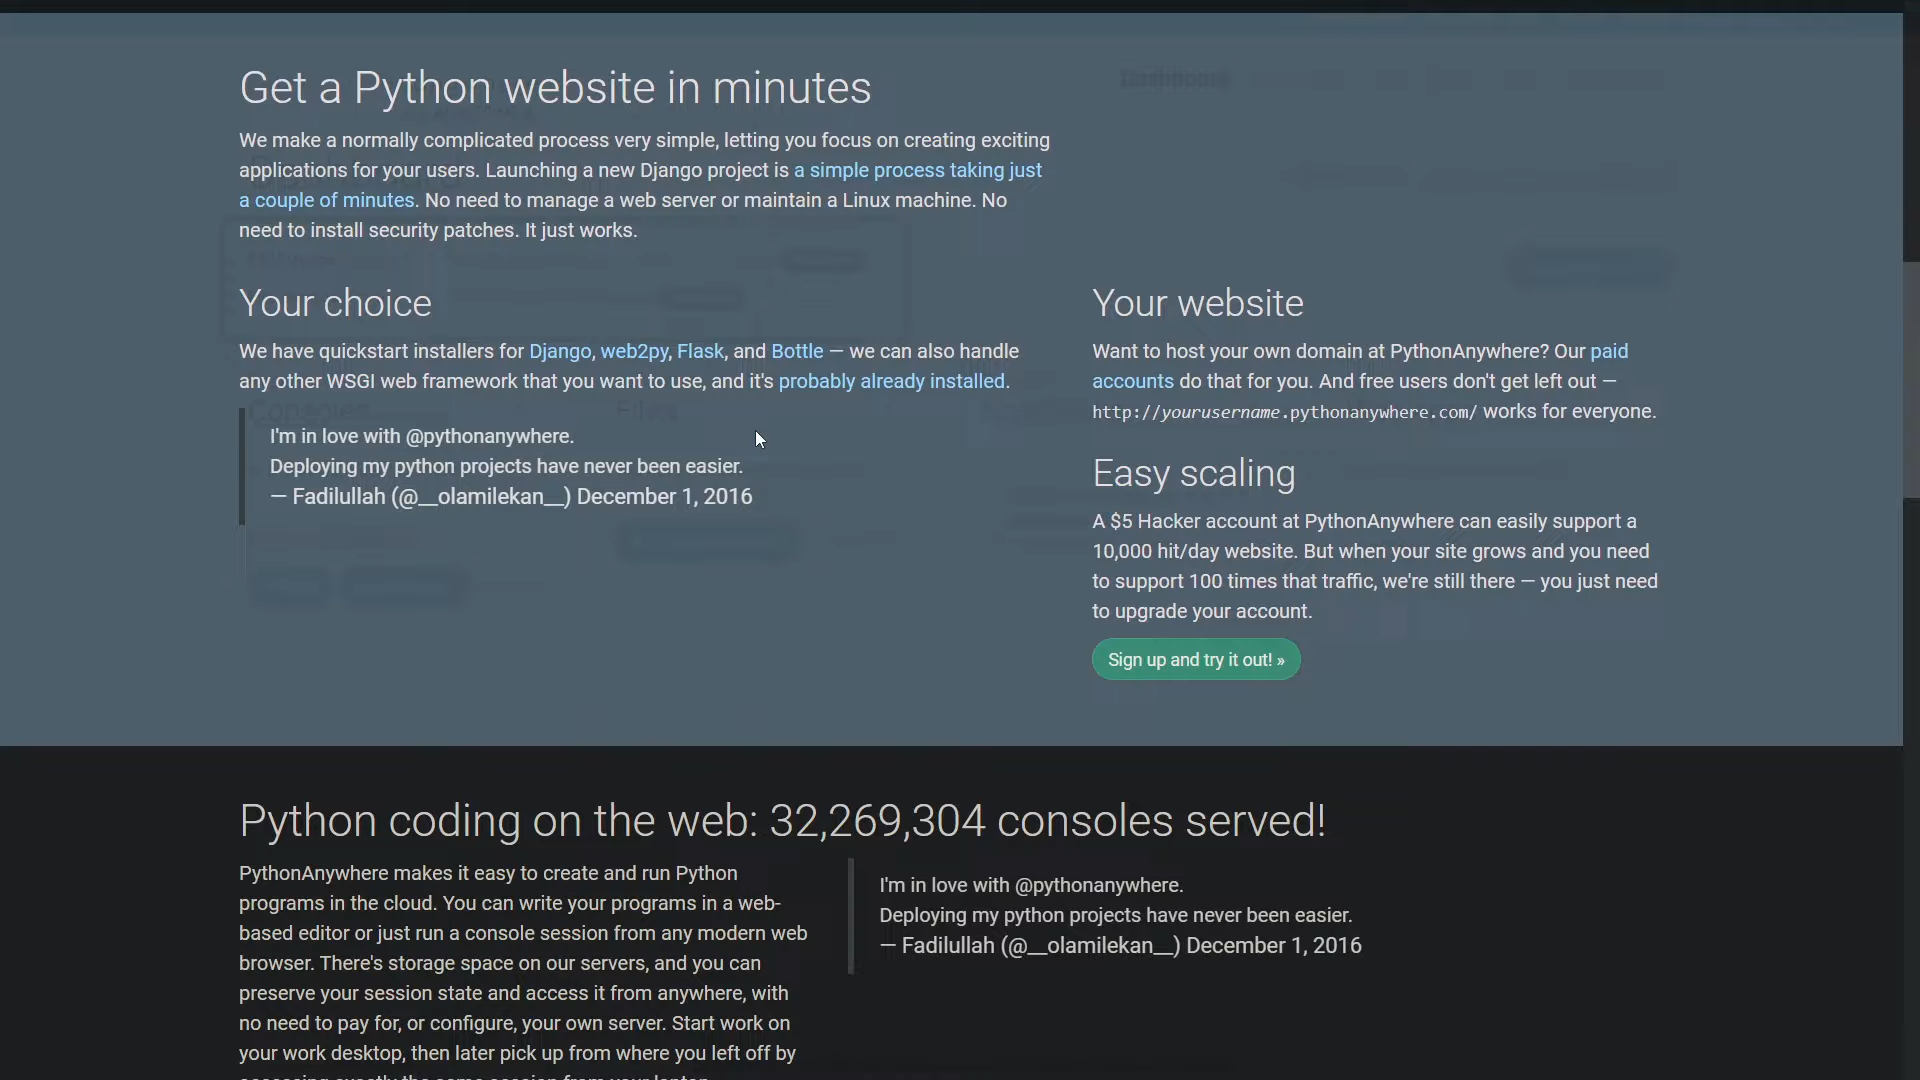 Get a Python website in minutes
We make a normally complicated process very simple, letting you focus on creating exciting
applications for your users. Launching a new Django project is a simple process taking just
a couple of minutes. No need to manage a web server or maintain a Linux machine. No
need to install security patches. It just works.
Your choice
We have quickstart installers for Django, web2py, Flask, and Bottle — we can also handle
any other WSGI web framework that you want to use, and it's probably already installed.
I'm in love with @pythonanywhere.
Deploying my python projects have never been easier.
— Fadilullah (@__olamilekan__) December 1, 2016
Your website
Want to host your own domain at PythonAnywhere? Our paid
accounts do that for you. And free users don't get left out —
http://yourusername.pythonanywhere.com/ works for everyone.
Easy scaling
A $5 Hacker account at PythonAnywhere can easily support a
10,000 hit/day website. But when your site grows and you need
to support 100 times that traffic, we're still there — you just need
to upgrade your account.
Sign up and try it out! »
Python coding on the web: 32,269,304 consoles served!
PythonAnywhere makes it easy to create and run Python
programs in the cloud. You can write your programs in a web-
based editor or just run a console session from any modern web
browser. There's storage space on our servers, and you can
preserve your session state and access it from anywhere, with
no need to pay for, or configure, your own server. Start work on
your work desktop, then later pick up from where you left off by
I'm in love with @pythonanywhere.
Deploying my python projects have never been easier.
— Fadilullah (@__olamilekan__) December 1, 2016